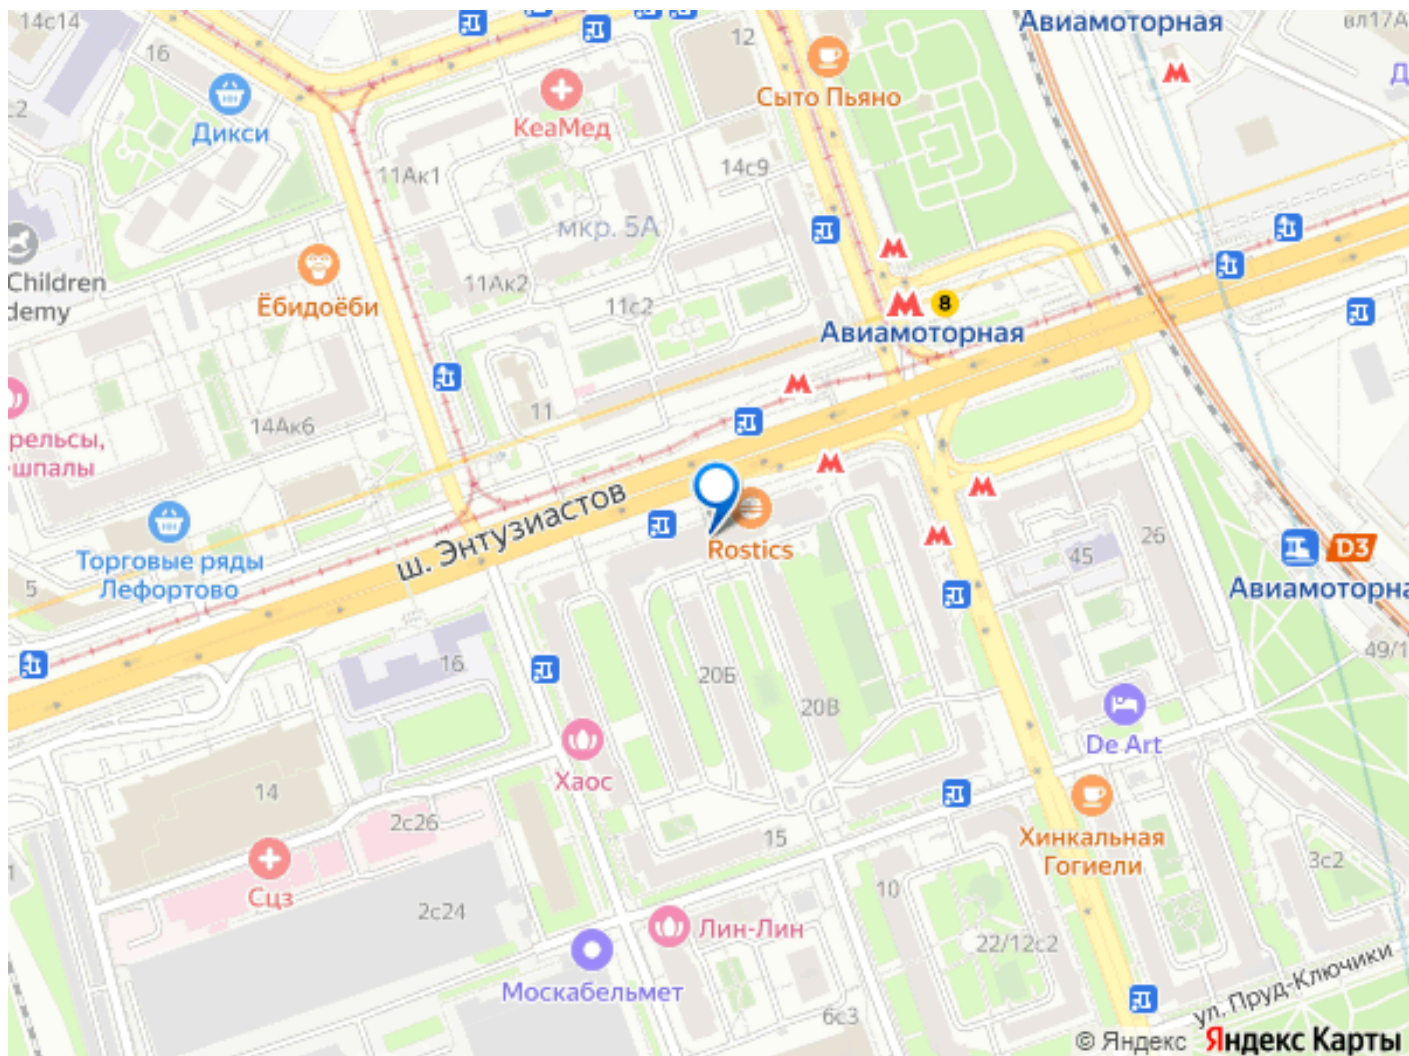 14с14
16
Дикси
КеаМед
12
Сыто Пьяно
Авиамоторная
вл17А
Д
с2
11Ак1
14с9
мкр. 5А
11Ак2
11с2
Children
demy
Ёбидоёби
8
Авиамоторная
11
14Ак6
рельсы,
шпалы
ш. Энтузиастов
Торговые ряды
Лефортово
5
Rostics
45
26
D3
Авиамоторна
49/1
16
20Б
20В
De Art
Хаос
14
2с26
15
Хинкальная
Гогиели
3с2
1
Сцз
2с24
10
Лин-Лин
22/12с2
Москабельмет
6с3
ул. Пруд-Ключики
© Яндекс Яндекс Карты